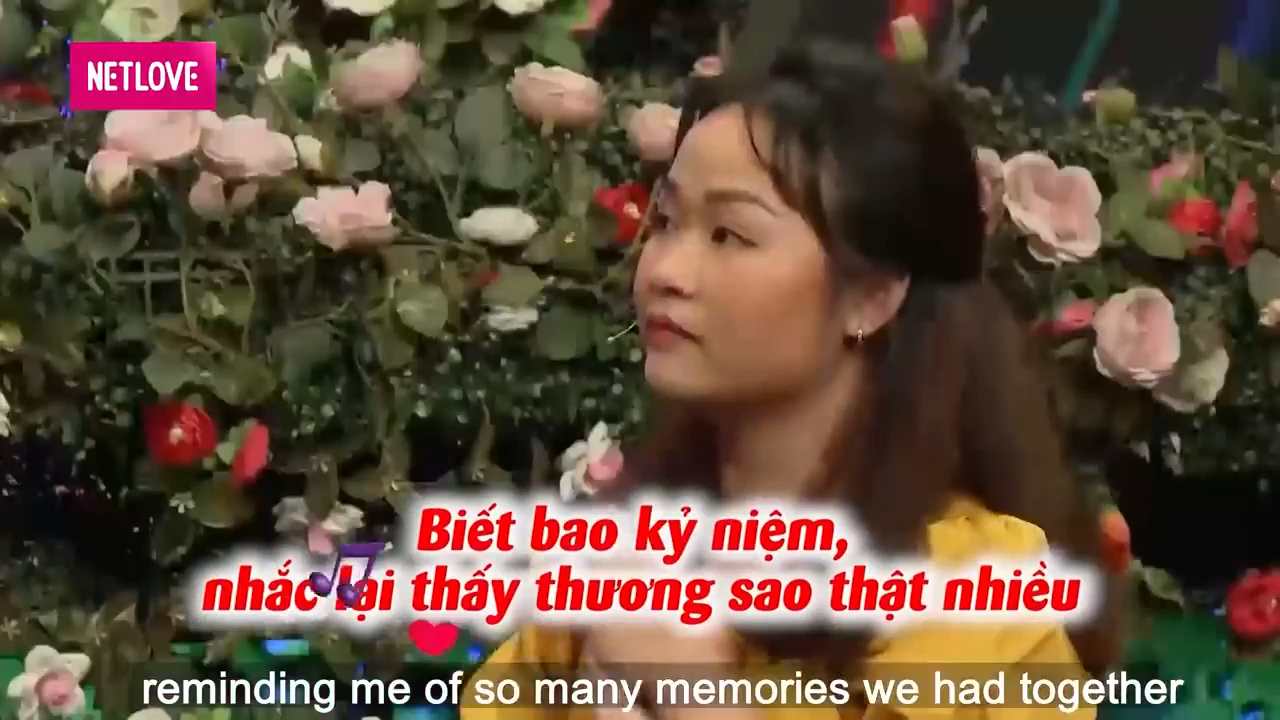 NETLOVE
Biết bao kỷ niệm,
nhắc lại thấy thương sao thật nhiều
reminding me of so many memories we had together